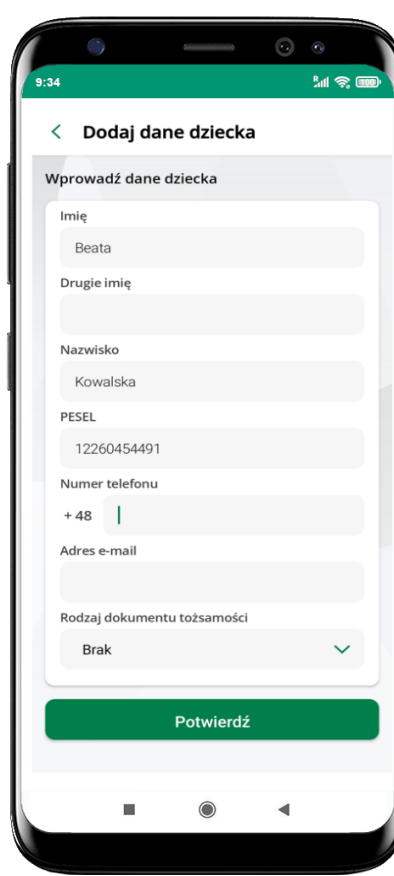 9:34
Dodaj dane dziecka
Wprowadź dane dziecka
Imię
Beata
Drugie imię
Nazwisko
Kowalska
PESEL
12260454491
Numer telefonu
+ 48
Adres e-mail
Rodzaj dokumentu tożsamości
Brak
Potwierdź